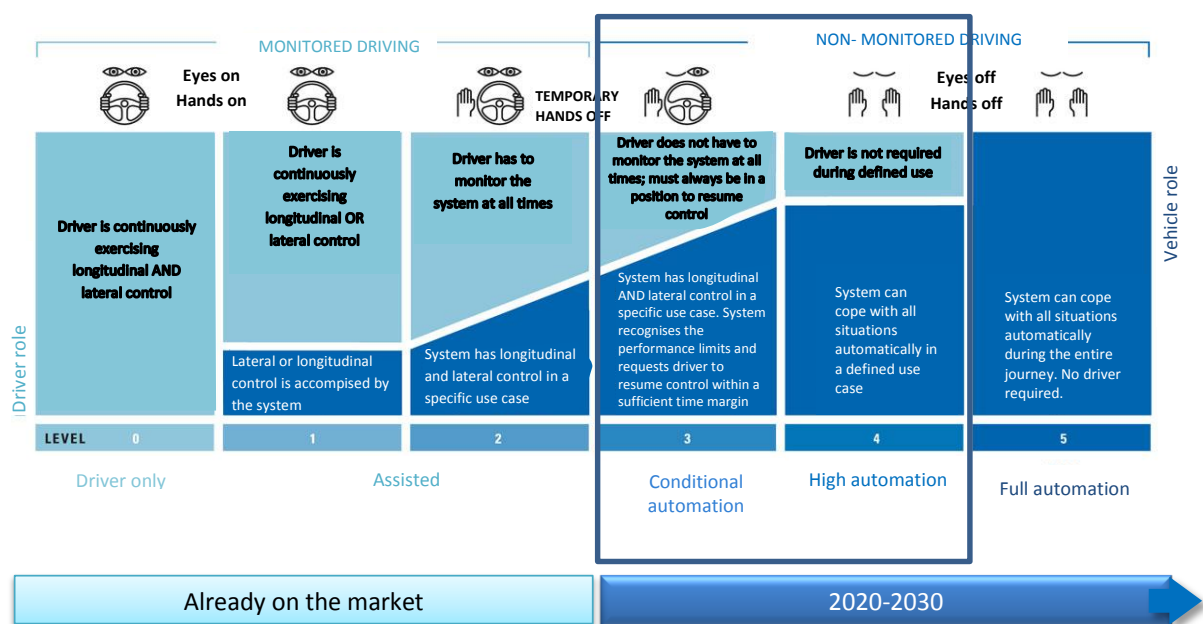 MONITORED DRIVING
NON- MONITORED DRIVING
Eyes on
Hands on
TEMPORARY
HANDS OFF
Eyes off
Hands off
Driver role
Driver is continuously
exercising
longitudinal AND
lateral control
Driver is
continuously
exercising
longitudinal OR
lateral control
Lateral or longitudinal
control is accompised by
the system
Driver has to
monitor the
system at all times
System has longitudinal
and lateral control in a
specific use case
Driver does not have to
monitor the system at all
times; must always be in a
position to resume
control
System has longitudinal
AND lateral control in a
specific use case. System
recognises the
performance limits and
requests driver to
resume control within a
sufficient time margin
Driver is not required
during defined use
System can
cope with all
situations
automatically in
a defined use
case
System can cope
with all situations
automatically
during the entire
journey. No driver
required.
Vehicle role
LEVEL 0 1 2 3 4 5
Driver only
Assisted
Conditional
automation
High automation
Full automation
Already on the market
2020-2030